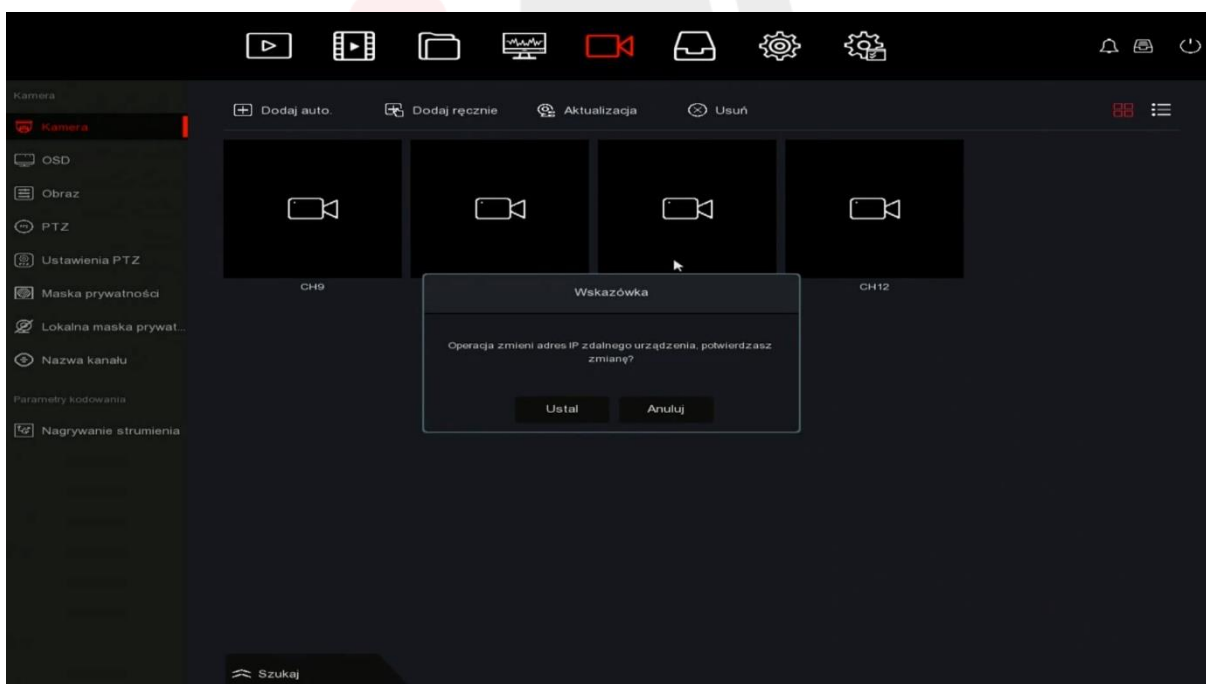 Kamera
Kamera
OSD
Obraz
PTZ
Ustawienia PTZ
Maska prywatności
Lokalna maska prywat...
Nazwa kanału
Parametry kodowania
Nagrywanie strumienia
Dodaj auto.
Dodaj ręcznie
Aktualizacja
Usuń
CH9
CH12
Wskazówka
Operacja zmieni adres IP zdalnego urządzenia, potwierdzasz
zmianę?
Ustal
Anuluj
Szukaj